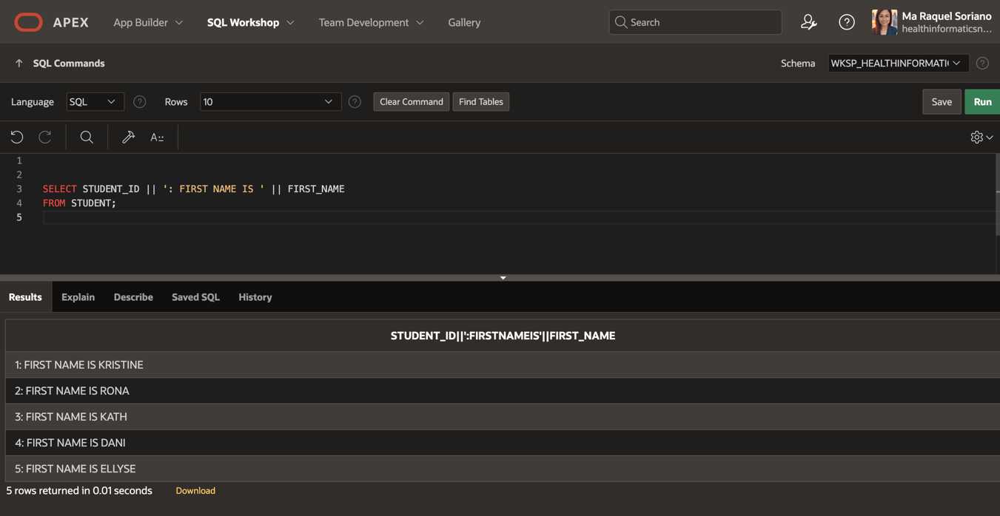 APEX App Builder SQL Workshop Team Development Gallery Search Ma Raquel Soriano
healthinformaticsn...
SQL Commands Schema WKSP_HEALTHINFORMATI
Language SQL Rows 10 Clear Command Find Tables Save Run
A::
1
2
3 SELECT STUDENT_ID || ': FIRST NAME IS ' || FIRST_NAME
4 FROM STUDENT;
5
Results Explain Describe Saved SQL History
STUDENT_ID||':FIRSTNAMEIS'||FIRST_NAME
1: FIRST NAME IS KRISTINE
2: FIRST NAME IS RONA
3: FIRST NAME IS KATH
4: FIRST NAME IS DANI
5: FIRST NAME IS ELLYSE
5 rows returned in 0.01 seconds Download